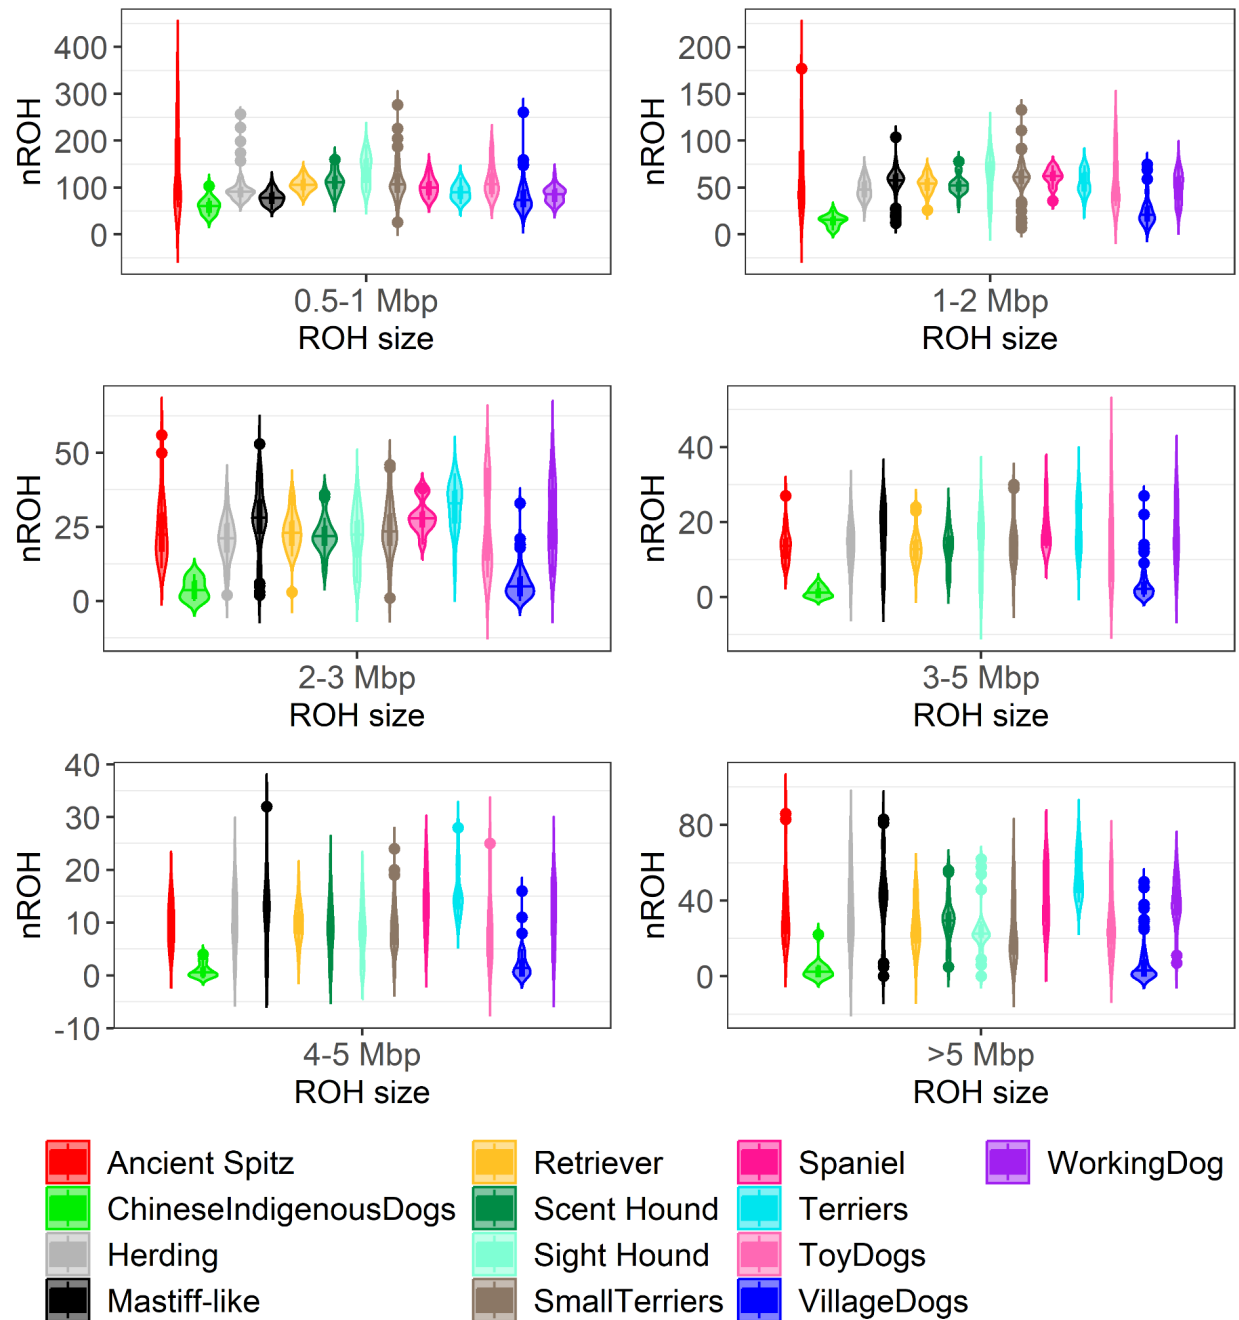 400
300
200
100
0
nROH
0.5-1 Mbp
ROH size
200
150
100
50
0
nROH
1-2 Mbp
ROH size
50
25
0
nROH
2-3 Mbp
ROH size
40
20
0
nROH
3-5 Mbp
ROH size
40
30
20
10
0
-10
nROH
4-5 Mbp
ROH size
80
40
0
nROH
>5 Mbp
ROH size
Ancient Spitz
ChineseIndigenousDogs
Herding
Mastiff-like
Retriever
Scent Hound
Sight Hound
SmallTerriers
Spaniel
Terriers
ToyDogs
VillageDogs
WorkingDog